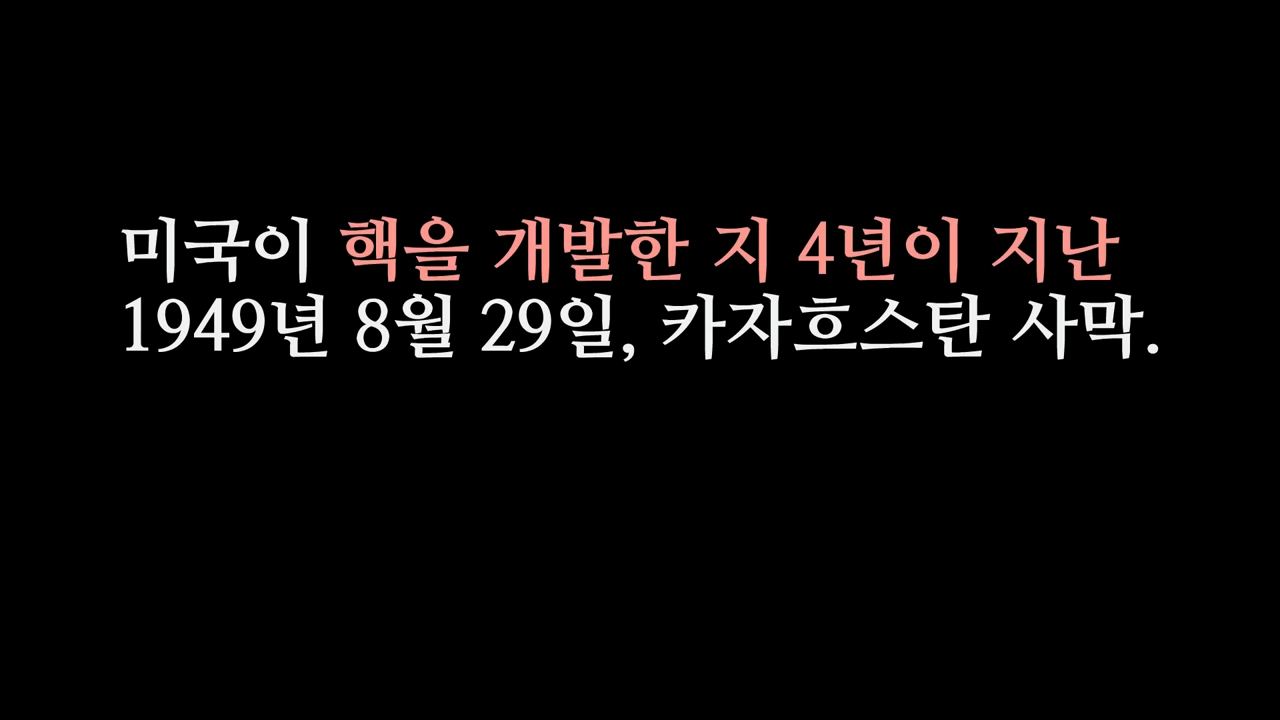 미국이 핵을 개발한 지 4년이 지난
1949년 8월 29일, 카자흐스탄 사막.